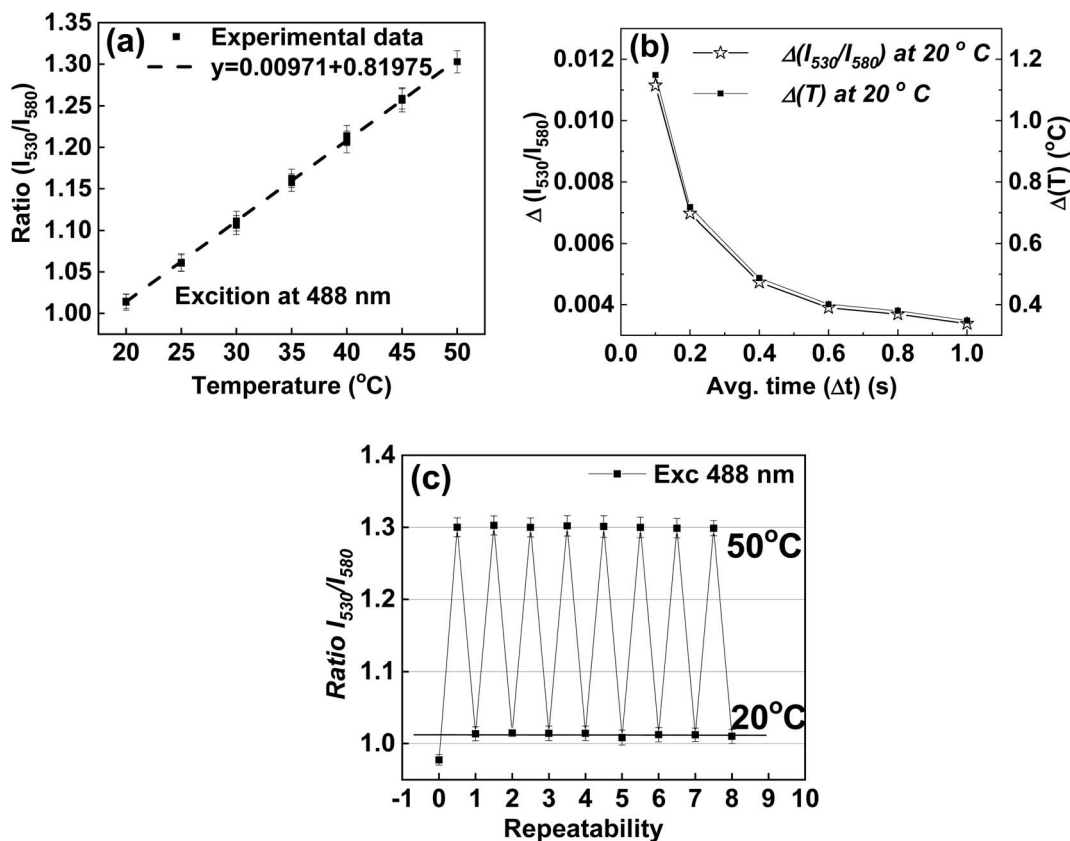 (a)
Experimental data
y=0.00971+0.81975
Ratio (I530/I580)
1.30
1.25
1.20
1.15
1.10
1.05
1.00
Excition at 488 nm
20 25 30 35 40 45 50
Temperature (°C)
(b)
Δ(I530/I580) at 20 ° C
Δ(T) at 20 ° C
Δ (I530/I580)
0.012
0.010
0.008
0.006
0.004
1.2
1.0
0.8
0.6
0.4
Δ(T) (°C)
0.0 0.2 0.4 0.6 0.8 1.0
Avg. time (Δt) (s)
(c)
Exc 488 nm
Ratio I530/I580
1.4
1.3
1.2
1.1
1.0
50°C
20°C
-1 0 1 2 3 4 5 6 7 8 9 10
Repeatability